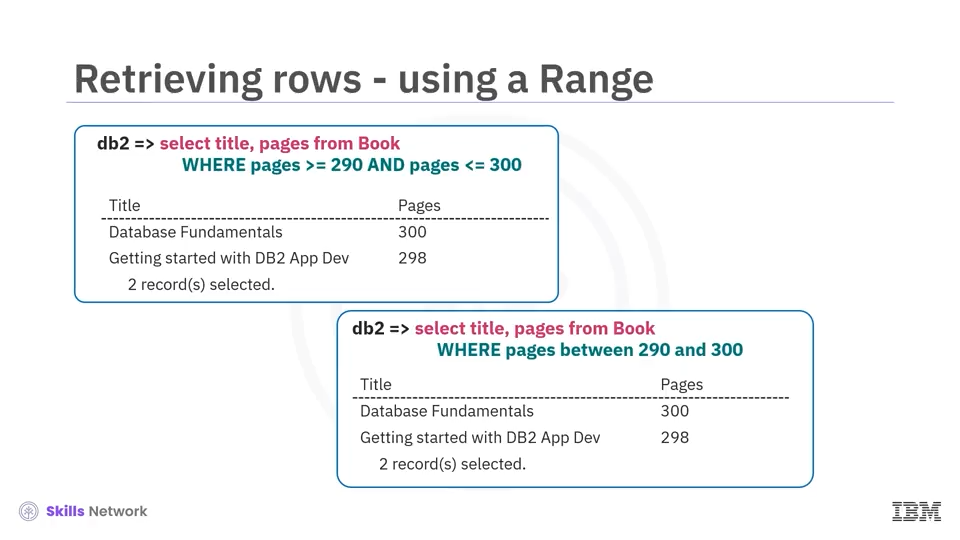 Retrieving rows - using a Range
db2 => select title, pages from Book
WHERE pages >= 290 AND pages <= 300
Title Pages
Database Fundamentals 300
Getting started with DB2 App Dev 298
2 record(s) selected.
db2 => select title, pages from Book
WHERE pages between 290 and 300
Title Pages
Database Fundamentals 300
Getting started with DB2 App Dev 298
2 record(s) selected.
Skills Network
IBM